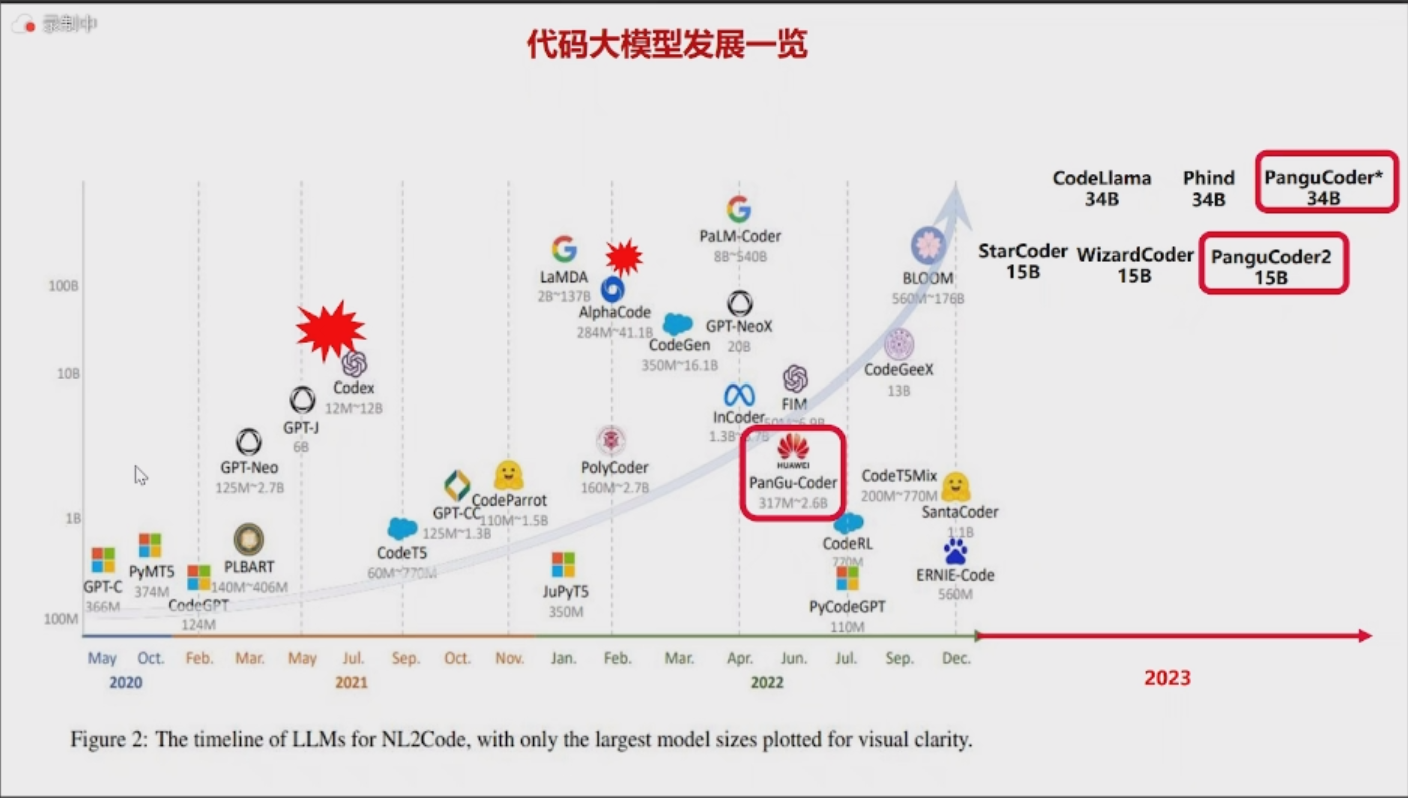 录制中
代码大模型发展一览
CodeLlama
34B
Phind
34B
PanguCoder*
34B
StarCoder
15B
WizardCoder
15B
PanguCoder2
15B
100B
10B
1B
100M
GPT-C
366M
PyMT5
374M
CodeGPT
124M
GPT-Neo
125M~2.7B
PLBART
140M~406M
GPT-J
6B
Codex
12M~12B
CodeT5
60M~770M
GPT-CC
125M~1.3B
CodeParrot
110M~1.5B
LaMDA
2B~137B
JuPyT5
350M
AlphaCode
284M~41.1B
PolyCoder
160M~2.7B
CodeGen
350M~16.1B
PaLM-Coder
8B~540B
GPT-NeoX
20B
InCoder
FIM
HUAWEI
PanGu-Coder
317M~2.6B
CodeRL
770M
PyCodeGPT
110M
BLOOM
560M~176B
CodeGeeX
13B
CodeT5Mix
200M~770M
SantaCoder
1.1B
ERNIE-Code
560M
May Oct. Feb. Mar. May Jul. Sep. Oct. Nov. Jan. Feb. Mar. Apr. Jun. Jul. Sep. Dec.
2020 2021 2022 2023
Figure 2: The timeline of LLMs for NL2Code, with only the largest model sizes plotted for visual clarity.